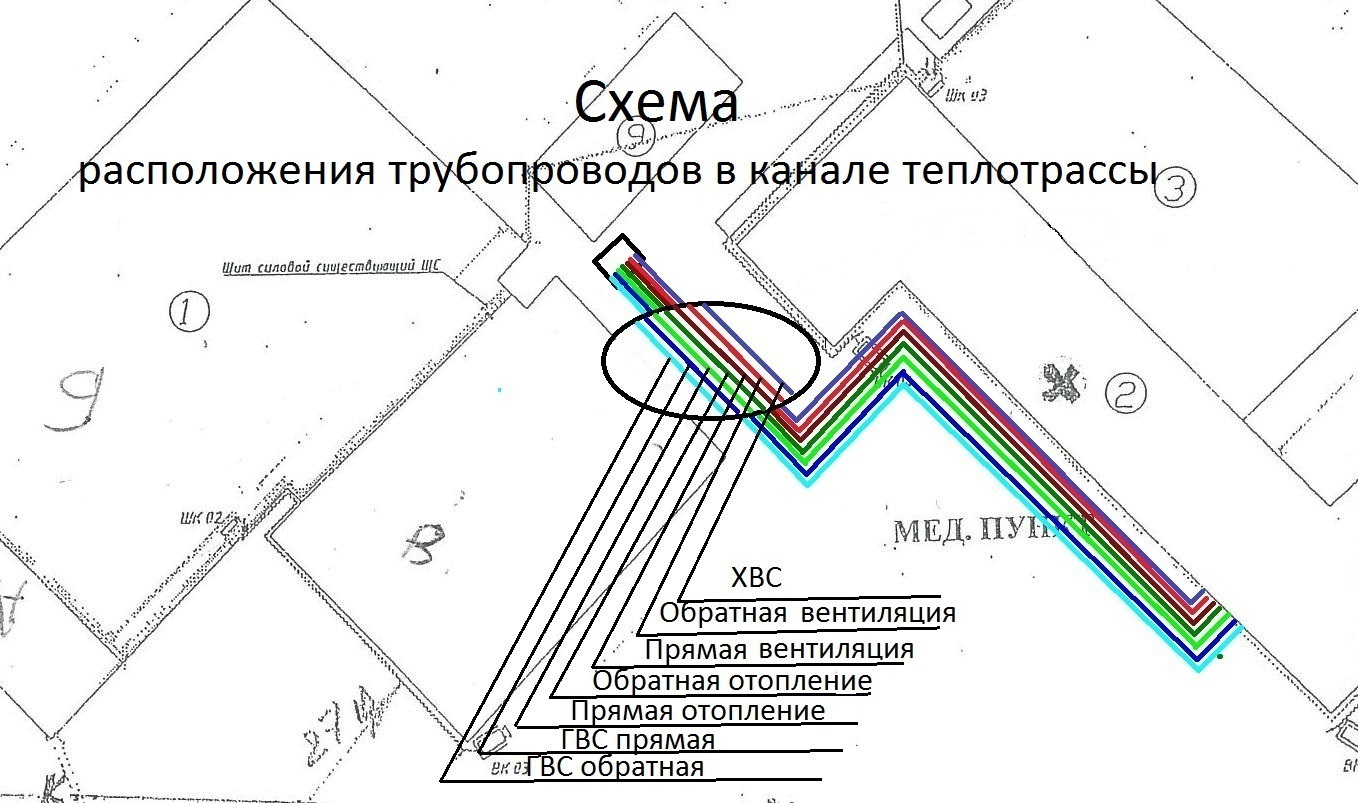 Схема
расположения трубопроводов в канале теплотрассы
ШК 03
9
3
Щит силовой существующий ЩС
1
9
2
ШК 02
В
МЕД. ПУНКТ
ХВС
Обратная вентиляция
Прямая вентиляция
Обратная отопление
Прямая отопление
ГВС прямая
ВК 03
ГВС обратная